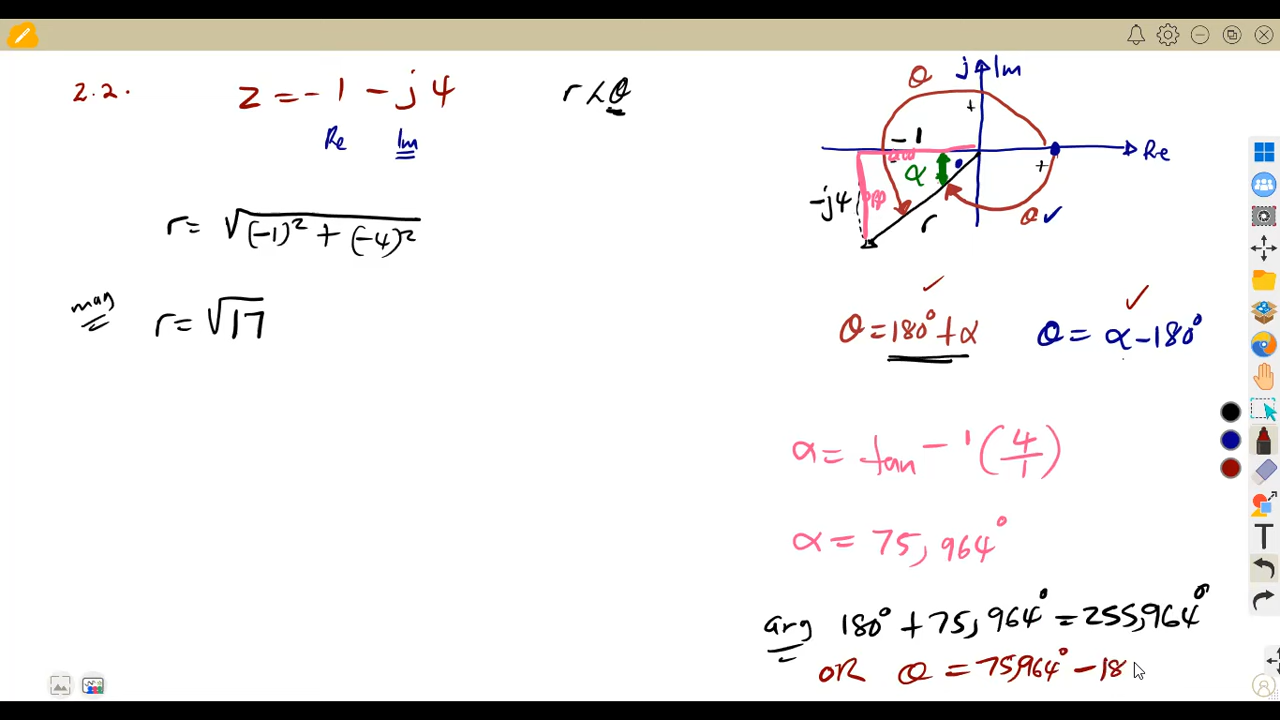 2.2. z = -1 - j4 r∠θ
Re Im
r = √(-1)² + (-4)²
mag r = √17
j Im
θ
+
-1 Re
+
α
-j4
r
θ ✓
✓ ✓
θ = 180° + α θ = α - 180°
α = tan⁻¹(4/1)
α = 75,964°
arg 180° + 75,964° = 255,964°
OR θ = 75,964° - 18
T